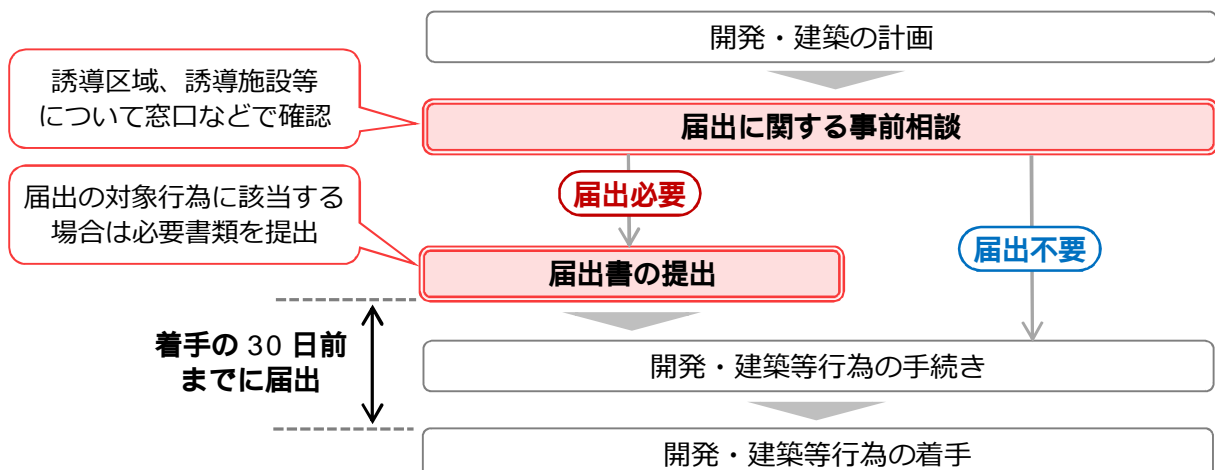 開発・建築の計画
誘導区域、誘導施設等
について窓口などで確認
届出に関する事前相談
届出の対象行為に該当する
場合は必要書類を提出
届出必要
届出不要
届出書の提出
着手の 30 日前
までに届出
開発・建築等行為の手続き
開発・建築等行為の着手